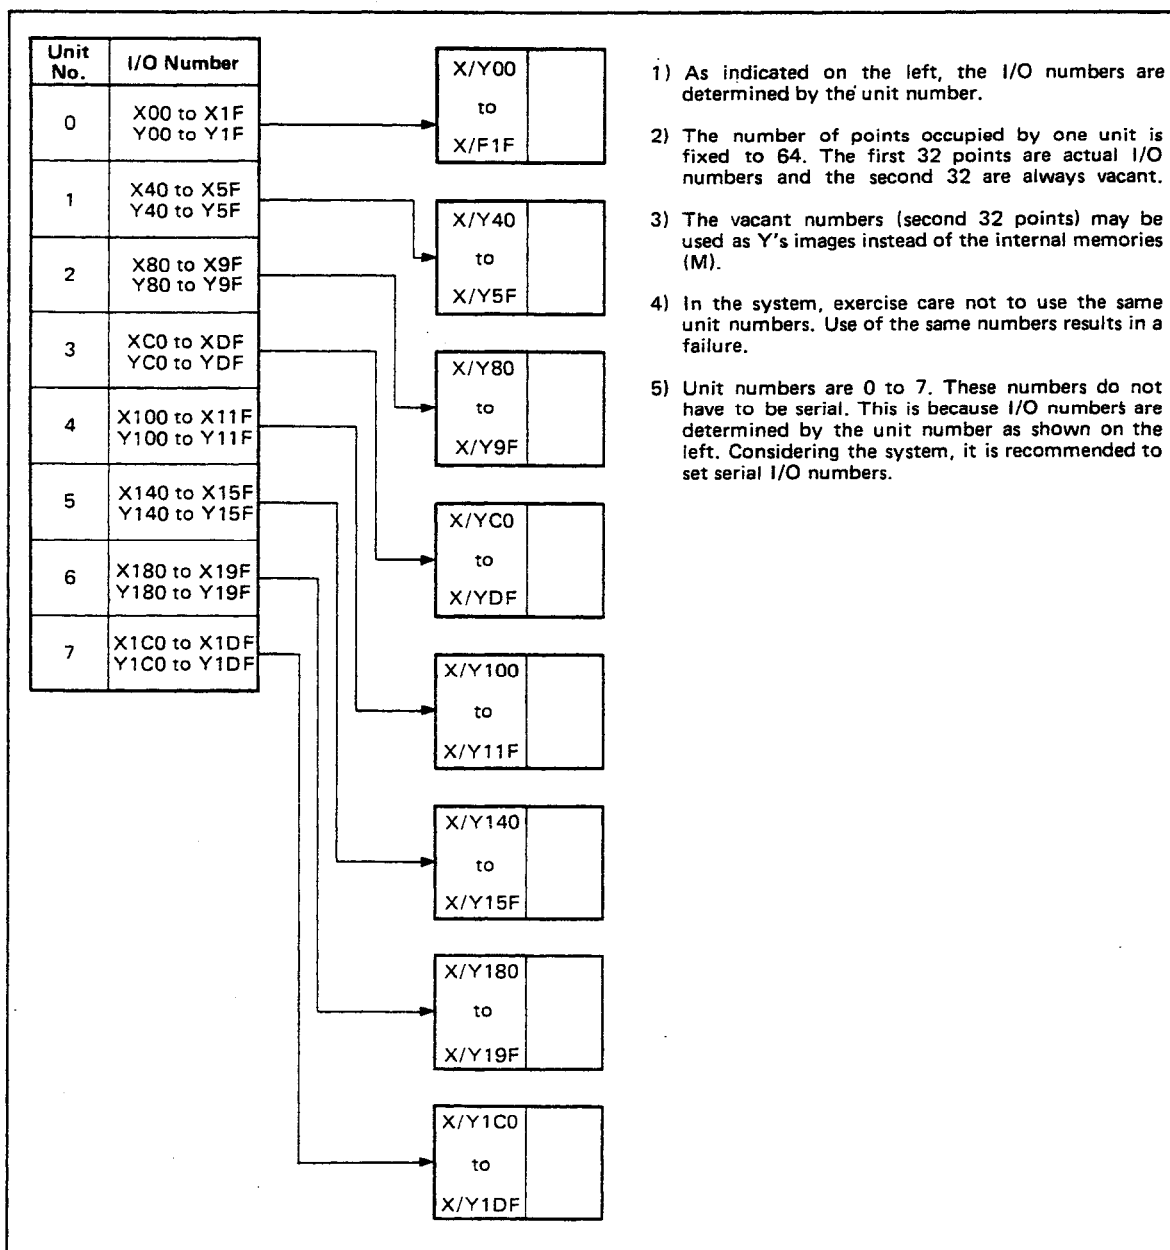 Unit No. I/O Number
0 X00 to X1F
Y00 to Y1F
1 X40 to X5F
Y40 to Y5F
2 X80 to X9F
Y80 to Y9F
3 XC0 to XDF
YC0 to YDF
4 X100 to X11F
Y100 to Y11F
5 X140 to X15F
Y140 to Y15F
6 X180 to X19F
Y180 to Y19F
7 X1C0 to X1DF
Y1C0 to Y1DF
X/Y00
to
X/F1F
X/Y40
to
X/Y5F
X/Y80
to
X/Y9F
X/YC0
to
X/YDF
X/Y100
to
X/Y11F
X/Y140
to
X/Y15F
X/Y180
to
X/Y19F
X/Y1C0
to
X/Y1DF
1) As indicated on the left, the I/O numbers are
determined by the unit number.
2) The number of points occupied by one unit is
fixed to 64. The first 32 points are actual I/O
numbers and the second 32 are always vacant.
3) The vacant numbers (second 32 points) may be
used as Y's images instead of the internal memories
(M).
4) In the system, exercise care not to use the same
unit numbers. Use of the same numbers results in a
failure.
5) Unit numbers are 0 to 7. These numbers do not
have to be serial. This is because I/O numbers are
determined by the unit number as shown on the
left. Considering the system, it is recommended to
set serial I/O numbers.